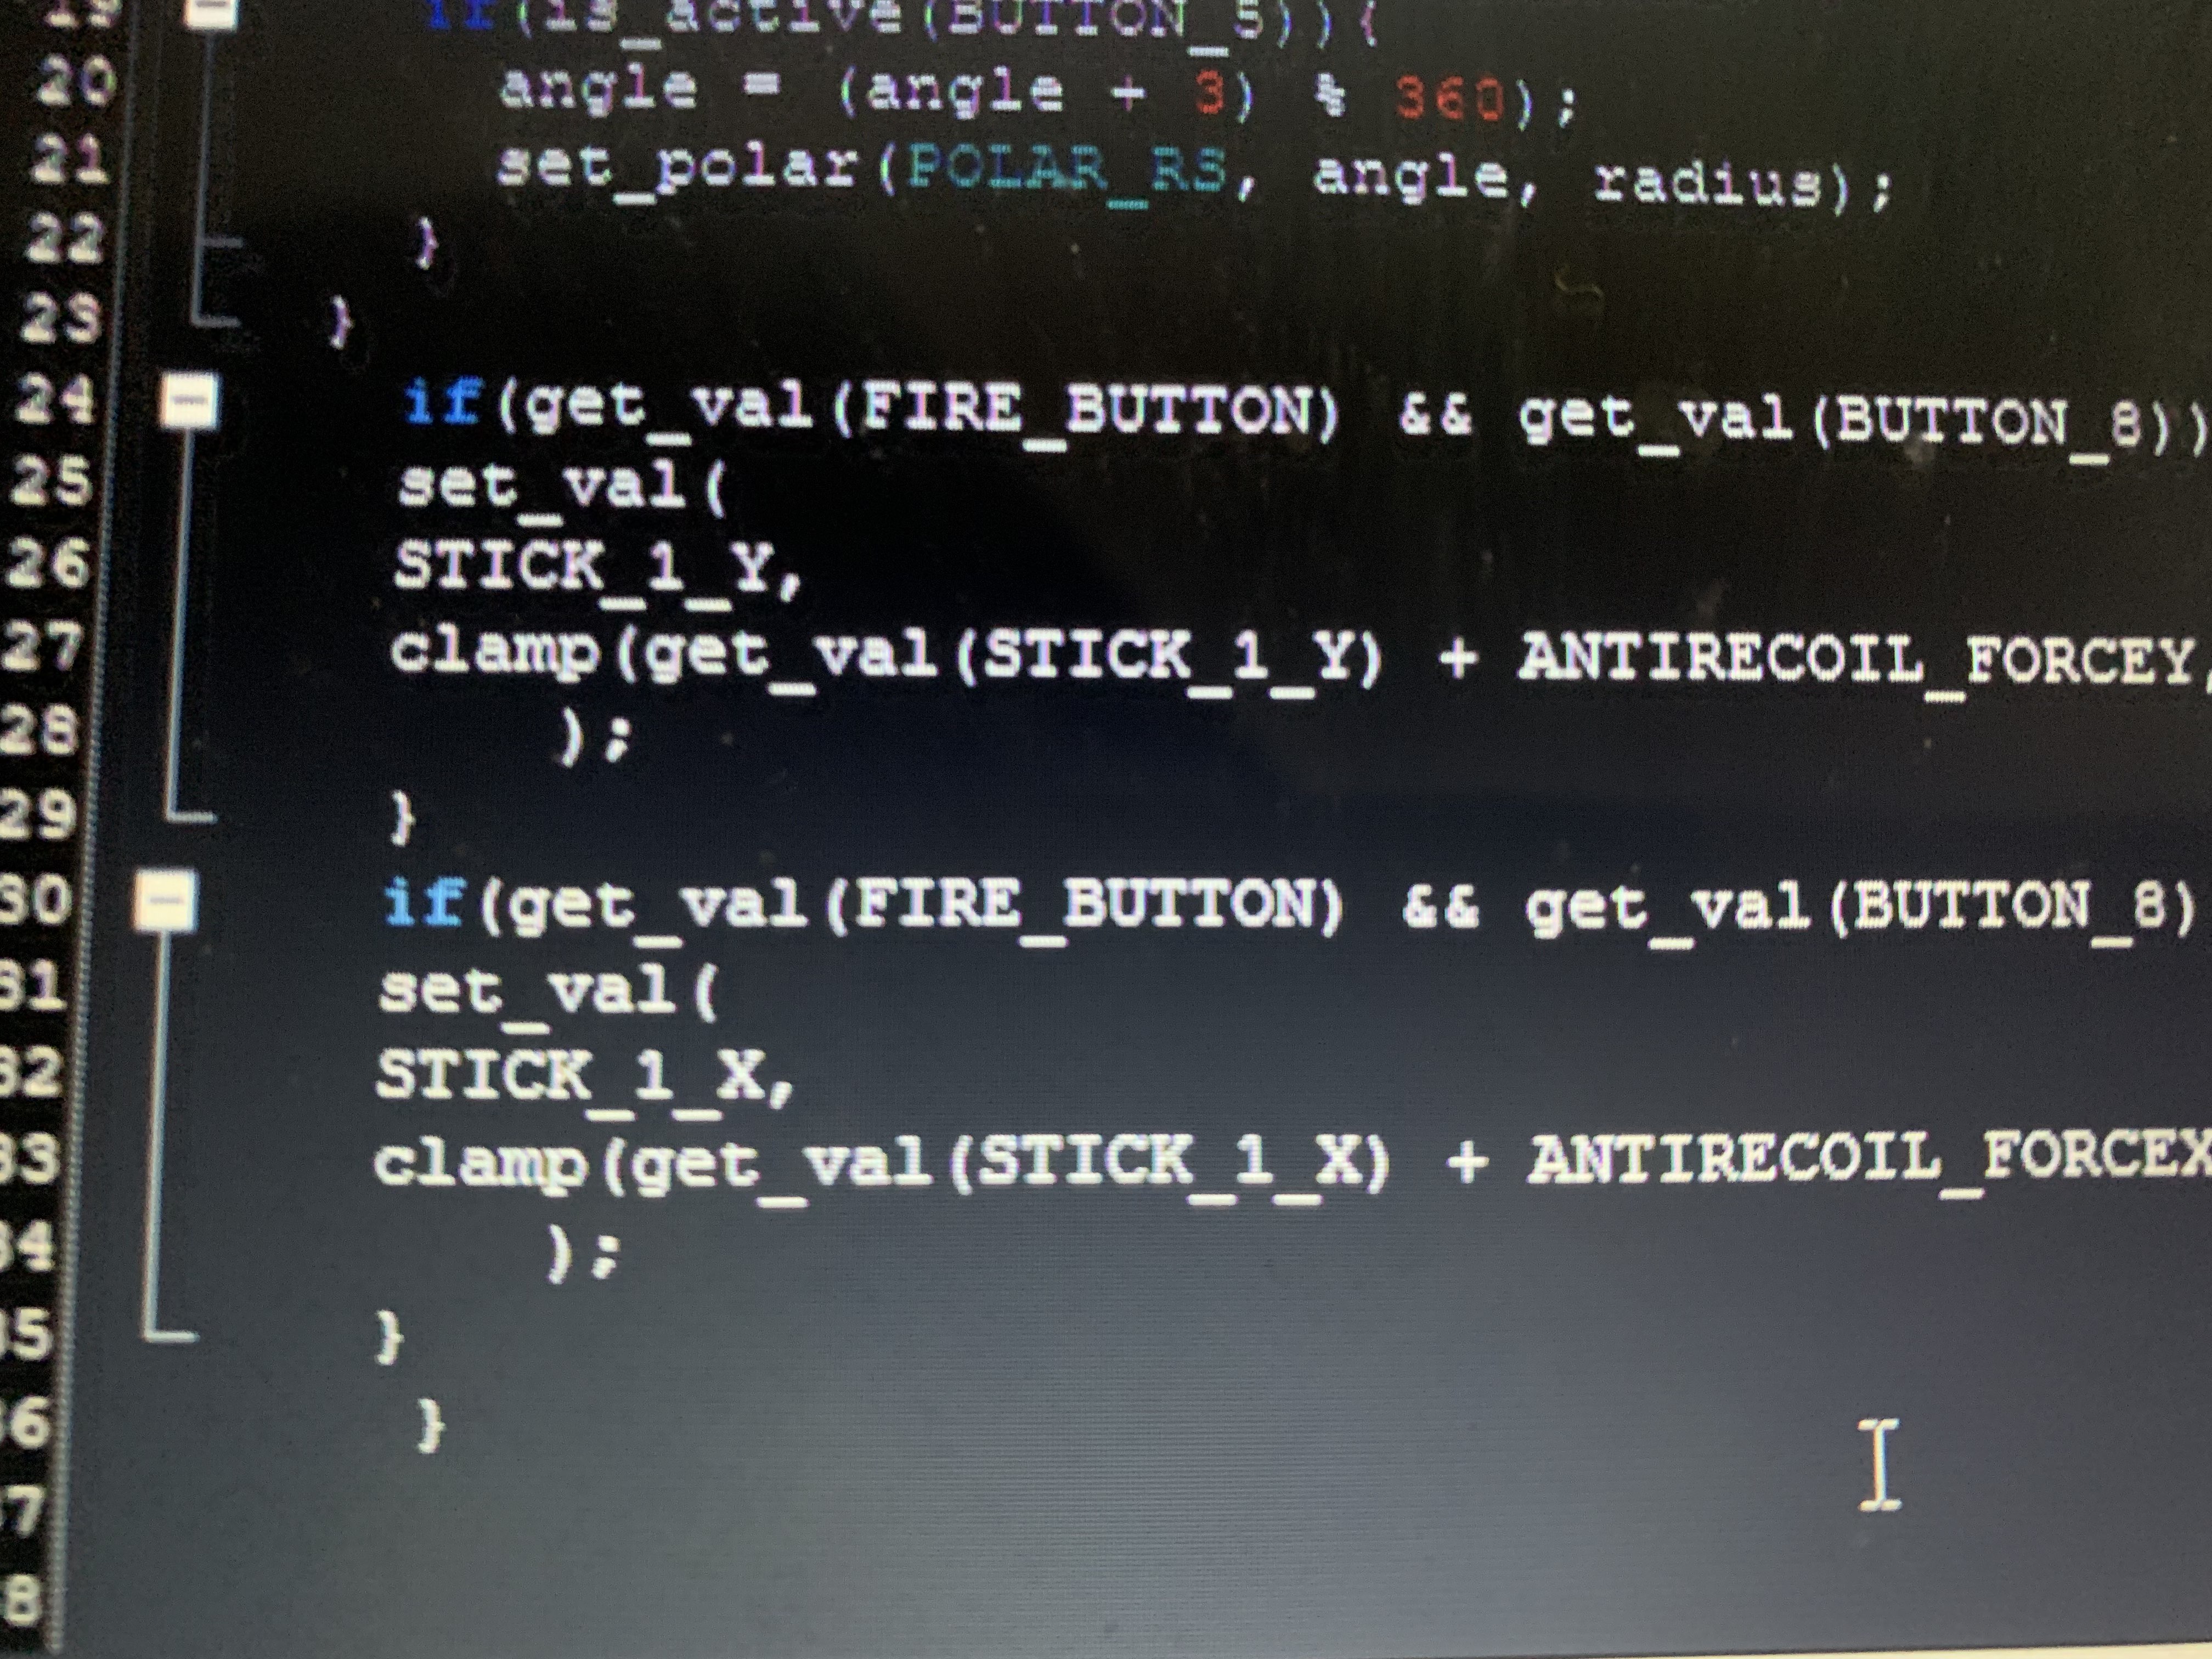 19 if(is_active(BUTTON_5)){
20 angle = (angle + 3) % 360);
21 set_polar(POLAR_RS, angle, radius);
22 }
23 }
24 if(get_val(FIRE_BUTTON) && get_val(BUTTON_8))
25 set_val(
26 STICK_1_Y,
27 clamp(get_val(STICK_1_Y) + ANTIRECOIL_FORCEY,
28 );
29 }
30 if(get_val(FIRE_BUTTON) && get_val(BUTTON_8)
31 set_val(
32 STICK_1_X,
33 clamp(get_val(STICK_1_X) + ANTIRECOIL_FORCEX
34 );
35 }
36 }
7
8